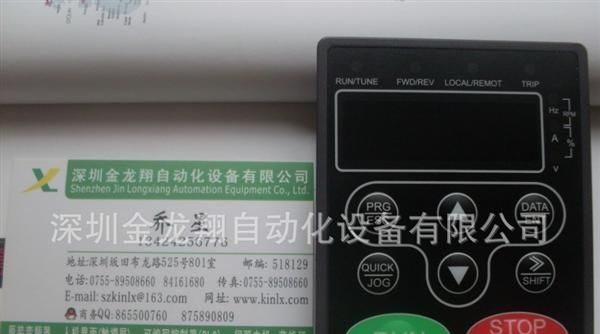 RUN/TUNE FWD/REV LOCAL/REMOT TRIP
Hz
RPM
A
%
V
深圳金龙翔自动化设备有限公司
Shenzhen Jin Longxiang Automation Equipment Co., Ltd.
深圳金龙翔自动化设备有限公司
乔 星
13424256776
地址:深圳坂田布龙路525号801室 邮编: 518129
电话:0755-89508660 84161680 传真:0755-89508660
E-mail: szkinlx@163.com 网址: www.kinlx.com
商务QQ:865500760 875890809
PRG
ESC
DATA
ENT
QUICK
JOG
SHIFT
RUN
STOP